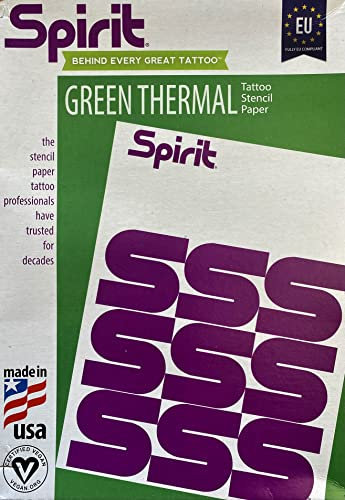 Spirit®
BEHIND EVERY GREAT TATTOO™
EU
FULLY EU COMPLIANT
GREEN THERMAL
Tattoo
Stencil
Paper
Spirit®
the
stencil
paper
tattoo
professionals
have
trusted
for
decades
SSS
SSS
SSS
made in
usa
CERTIFIED VEGAN
V
VEGAN.ORG